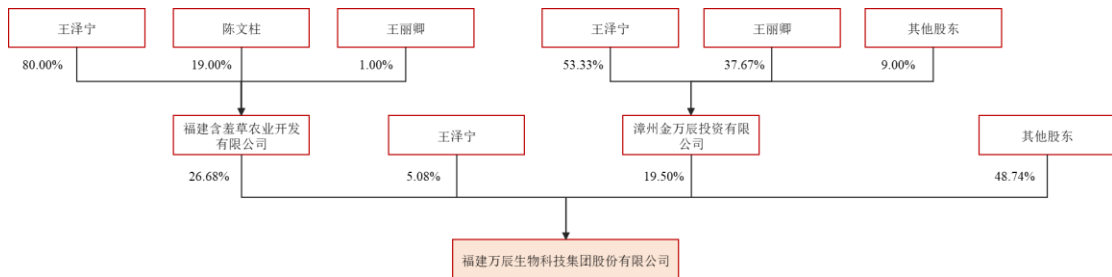 王泽宁
陈文柱
王丽卿
王泽宁
王丽卿
其他股东
80.00%
19.00%
1.00%
53.33%
37.67%
9.00%
福建含羞草农业开发
有限公司
王泽宁
漳州金万辰投资有限
公司
其他股东
26.68%
5.08%
19.50%
48.74%
福建万辰生物科技集团股份有限公司